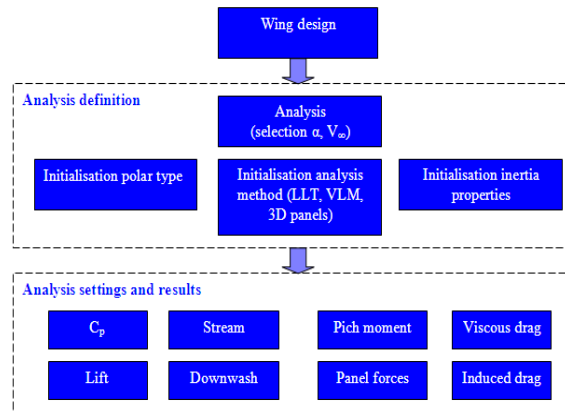 Wing design
Analysis definition
Analysis
(selection α, V∞)
Initialisation polar type
Initialisation analysis
method (LLT, VLM,
3D panels)
Initialisation inertia
properties
Analysis settings and results
Cp
Stream
Pich moment
Viscous drag
Lift
Downwash
Panel forces
Induced drag